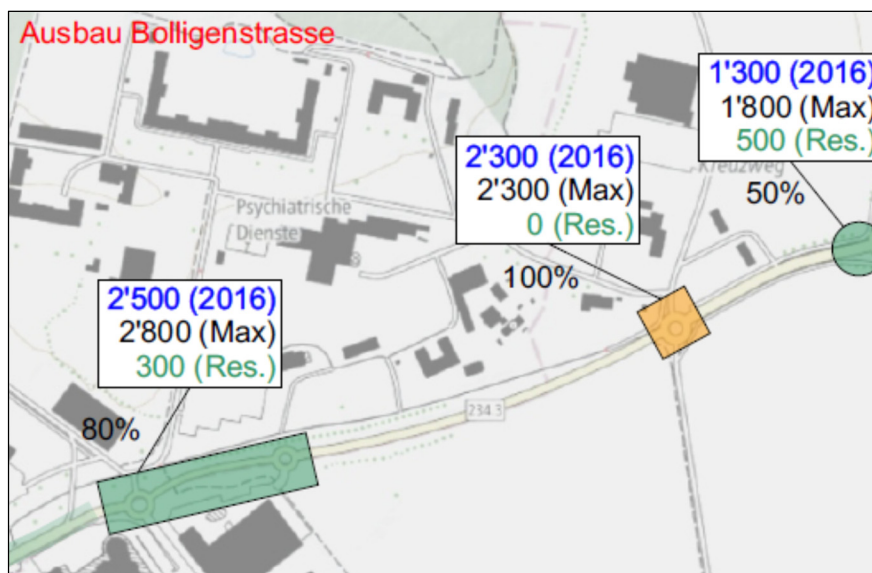 Ausbau Bolligenstrasse
1'300 (2016)
1'800 (Max)
500 (Res.)
Kreuzweg
50%
2'300 (2016)
2'300 (Max)
0 (Res.)
100%
Psychiatrische
Dienste
2'500 (2016)
2'800 (Max)
300 (Res.)
80%
234.3